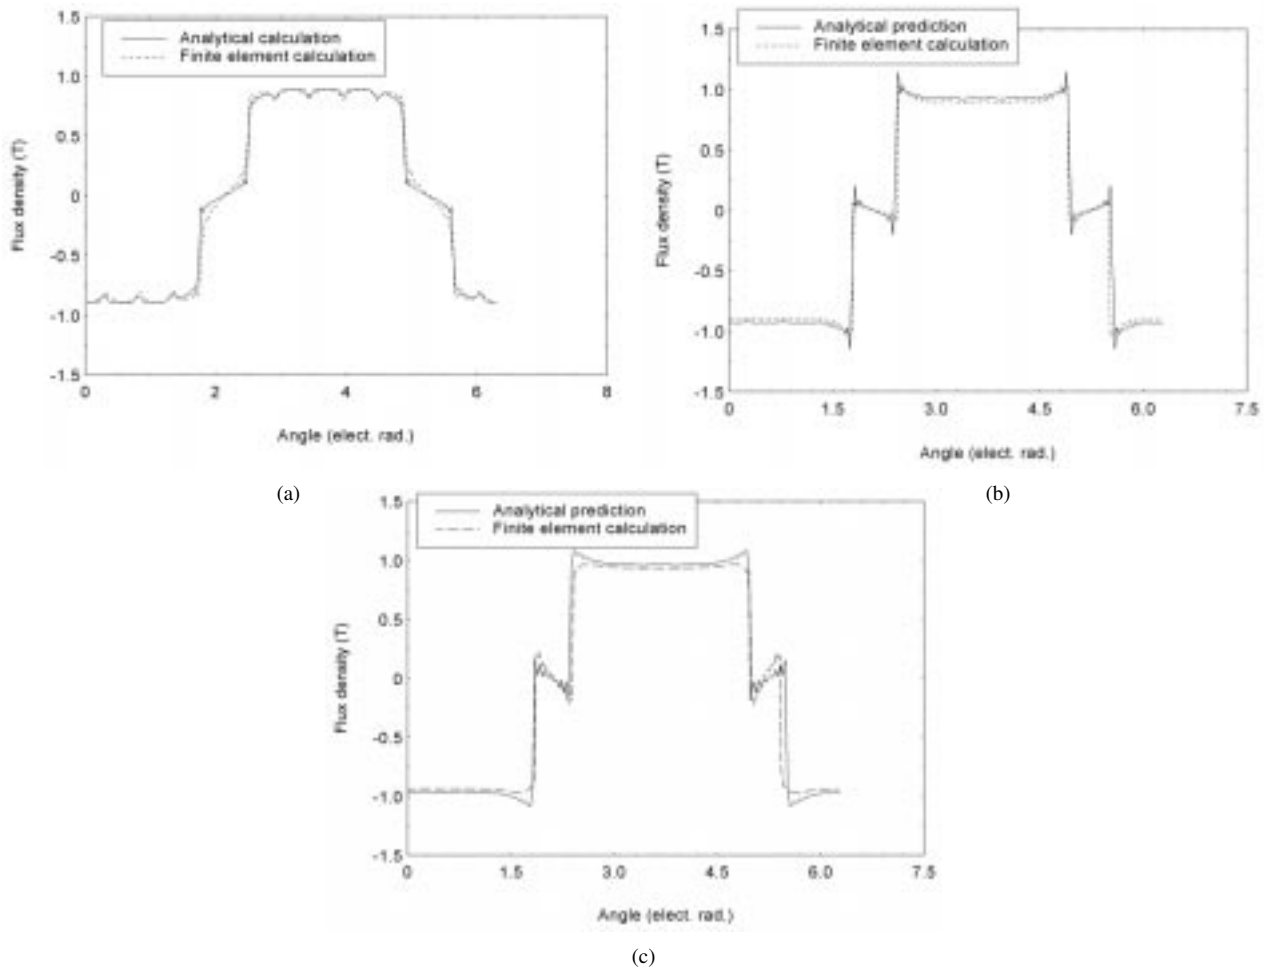 1.5
Analytical calculation
Finite element calculation
1.0
0.5
0
-0.5
-1.0
-1.5
Flux density (T)
0 2 4 6 8
Angle (elect. rad.)
(a)
1.5
Analytical prediction
Finite element calculation
1.0
0.5
0
-0.5
-1.0
-1.5
Flux density (T)
0 1.5 3.0 4.5 6.0 7.5
Angle (elect. rad.)
(b)
1.5
Analytical prediction
Finite element calculation
1.0
0.5
0
-0.5
-1.0
-1.5
Flux density (T)
0 1.5 3.0 4.5 6.0 7.5
Angle (elect. rad.)
(c)